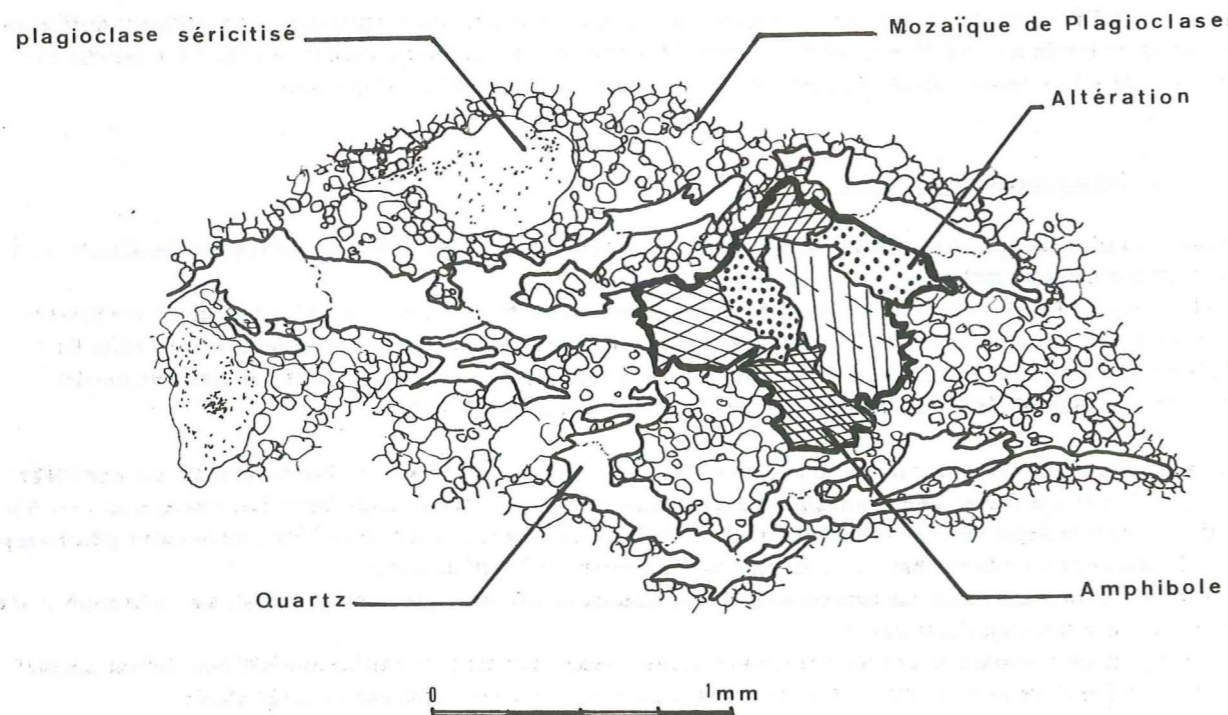 plagioclase séricitisé
Mozaïque de Plagioclase
Altération
Quartz
Amphibole
0 1mm